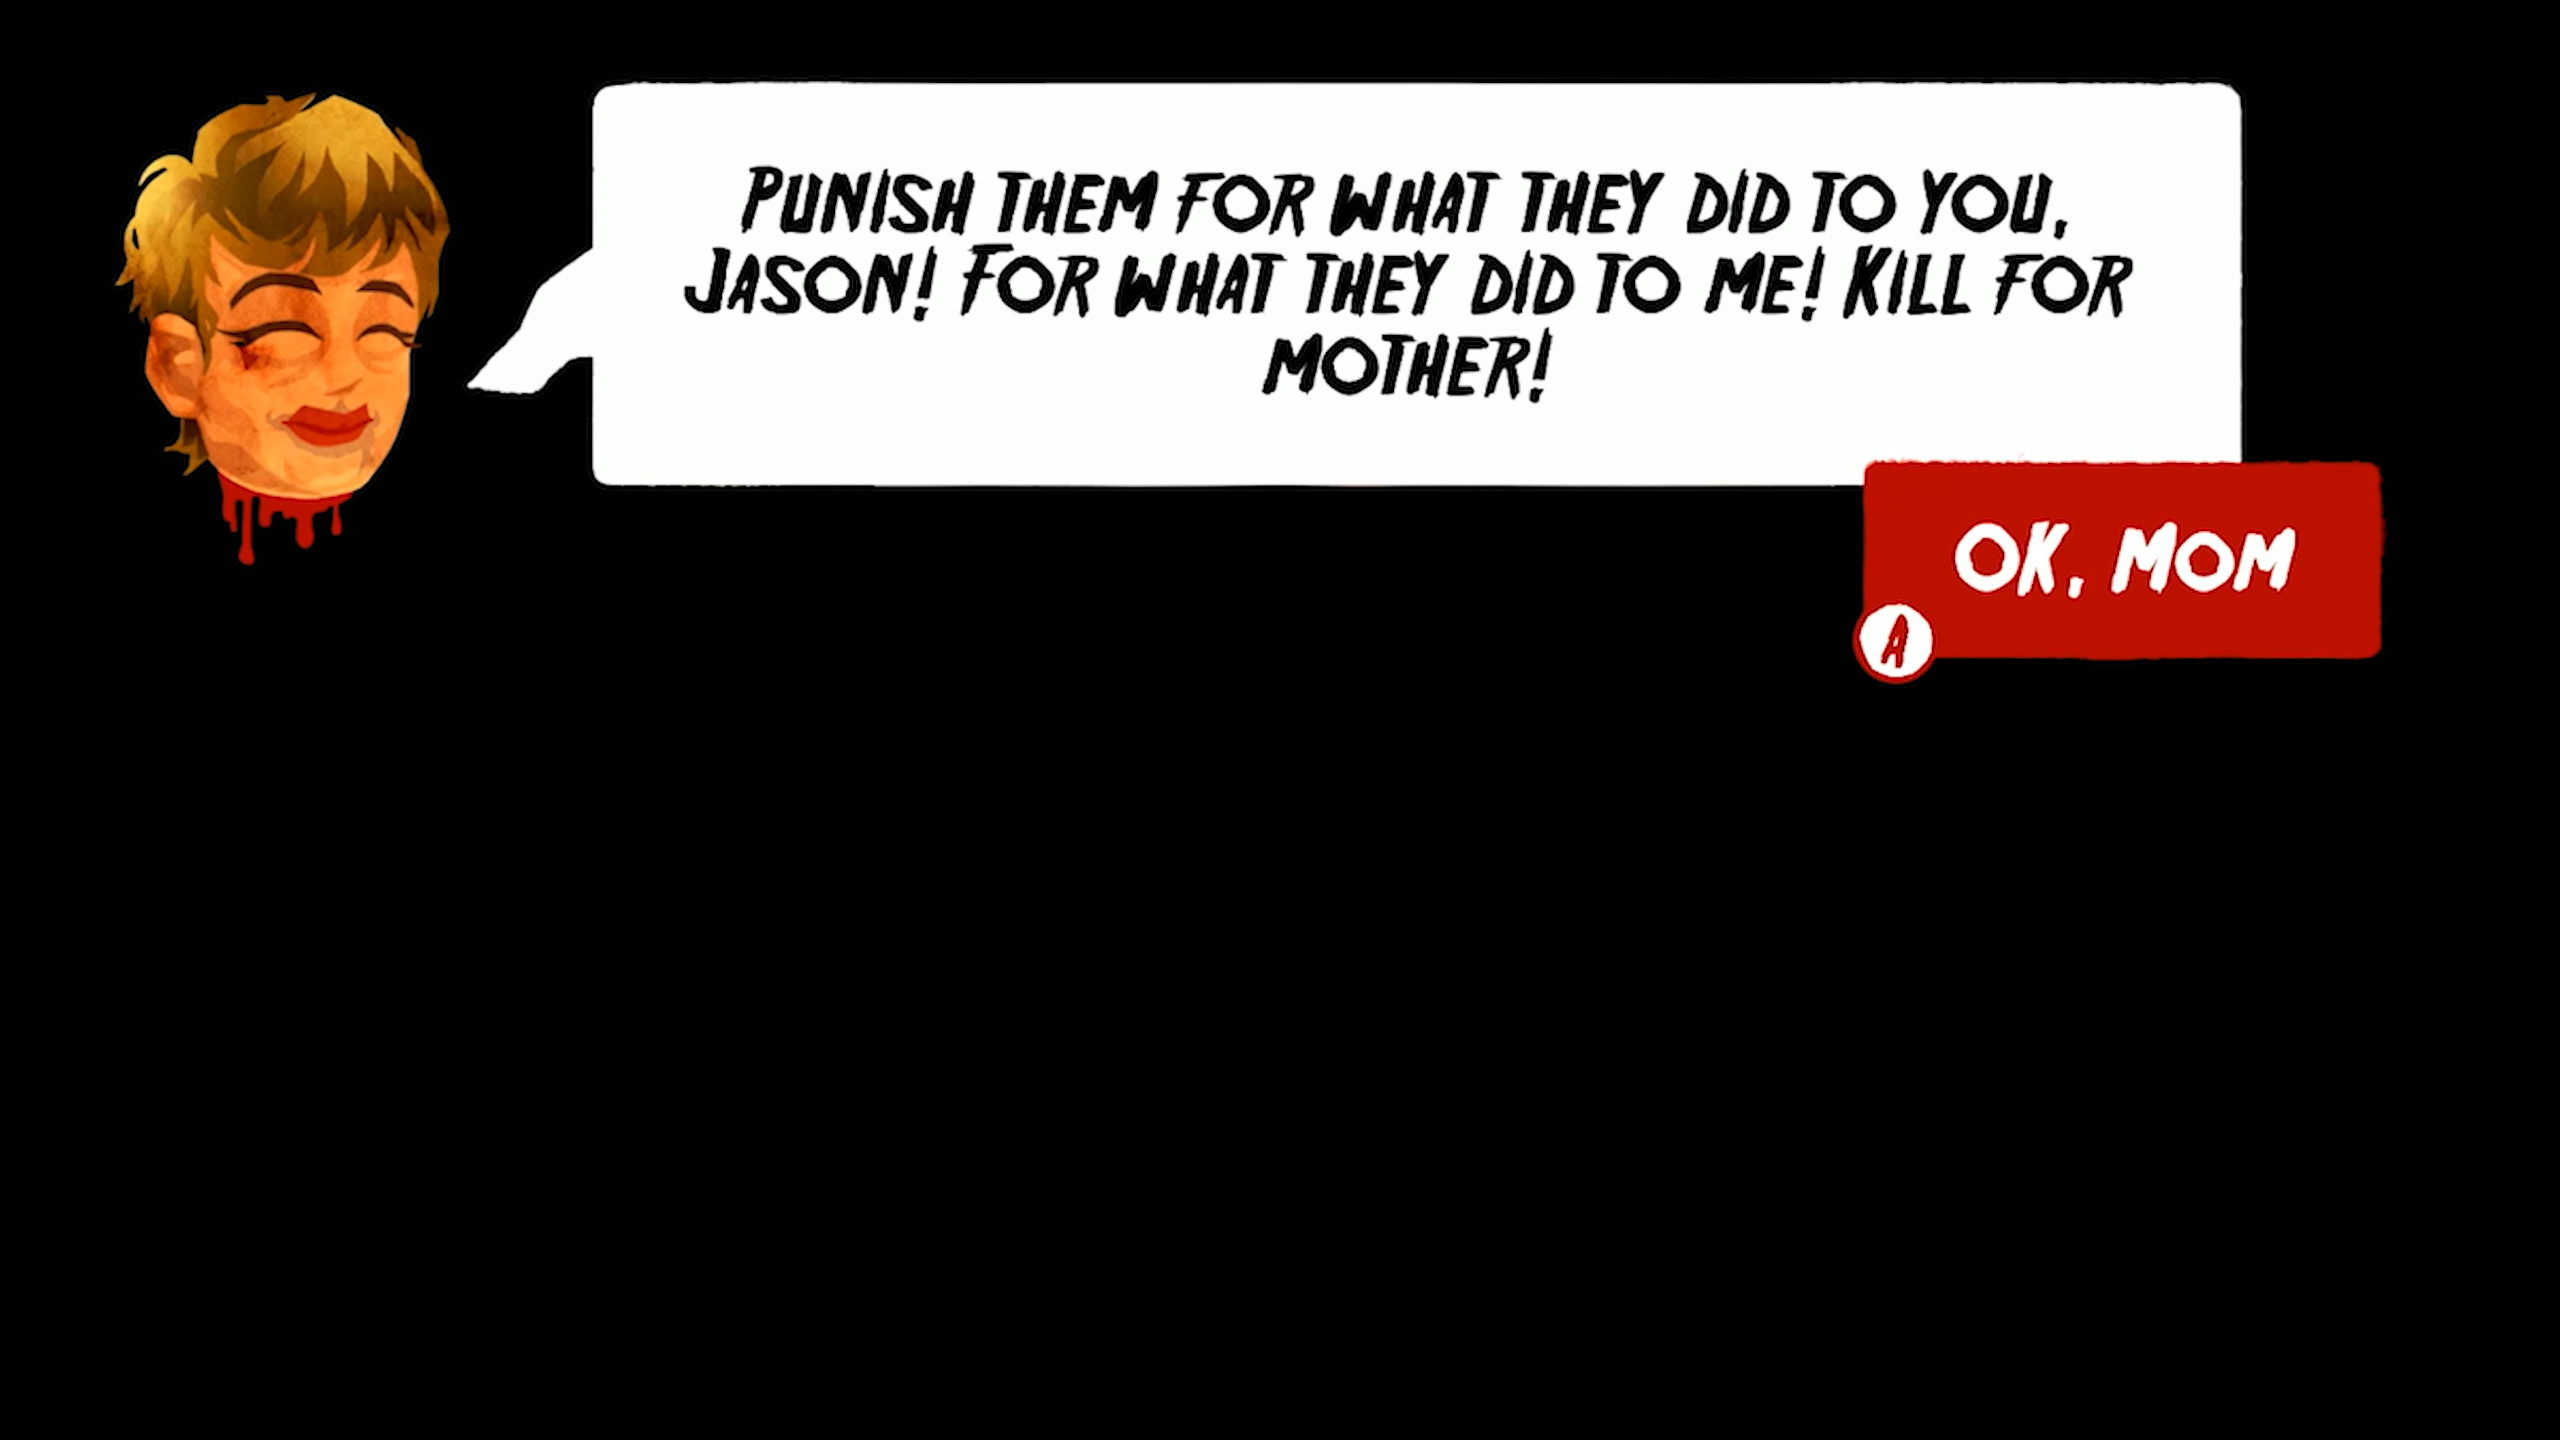 Punish them for what they did to you,
Jason! For what they did to me! Kill for
mother!
OK, Mom
A